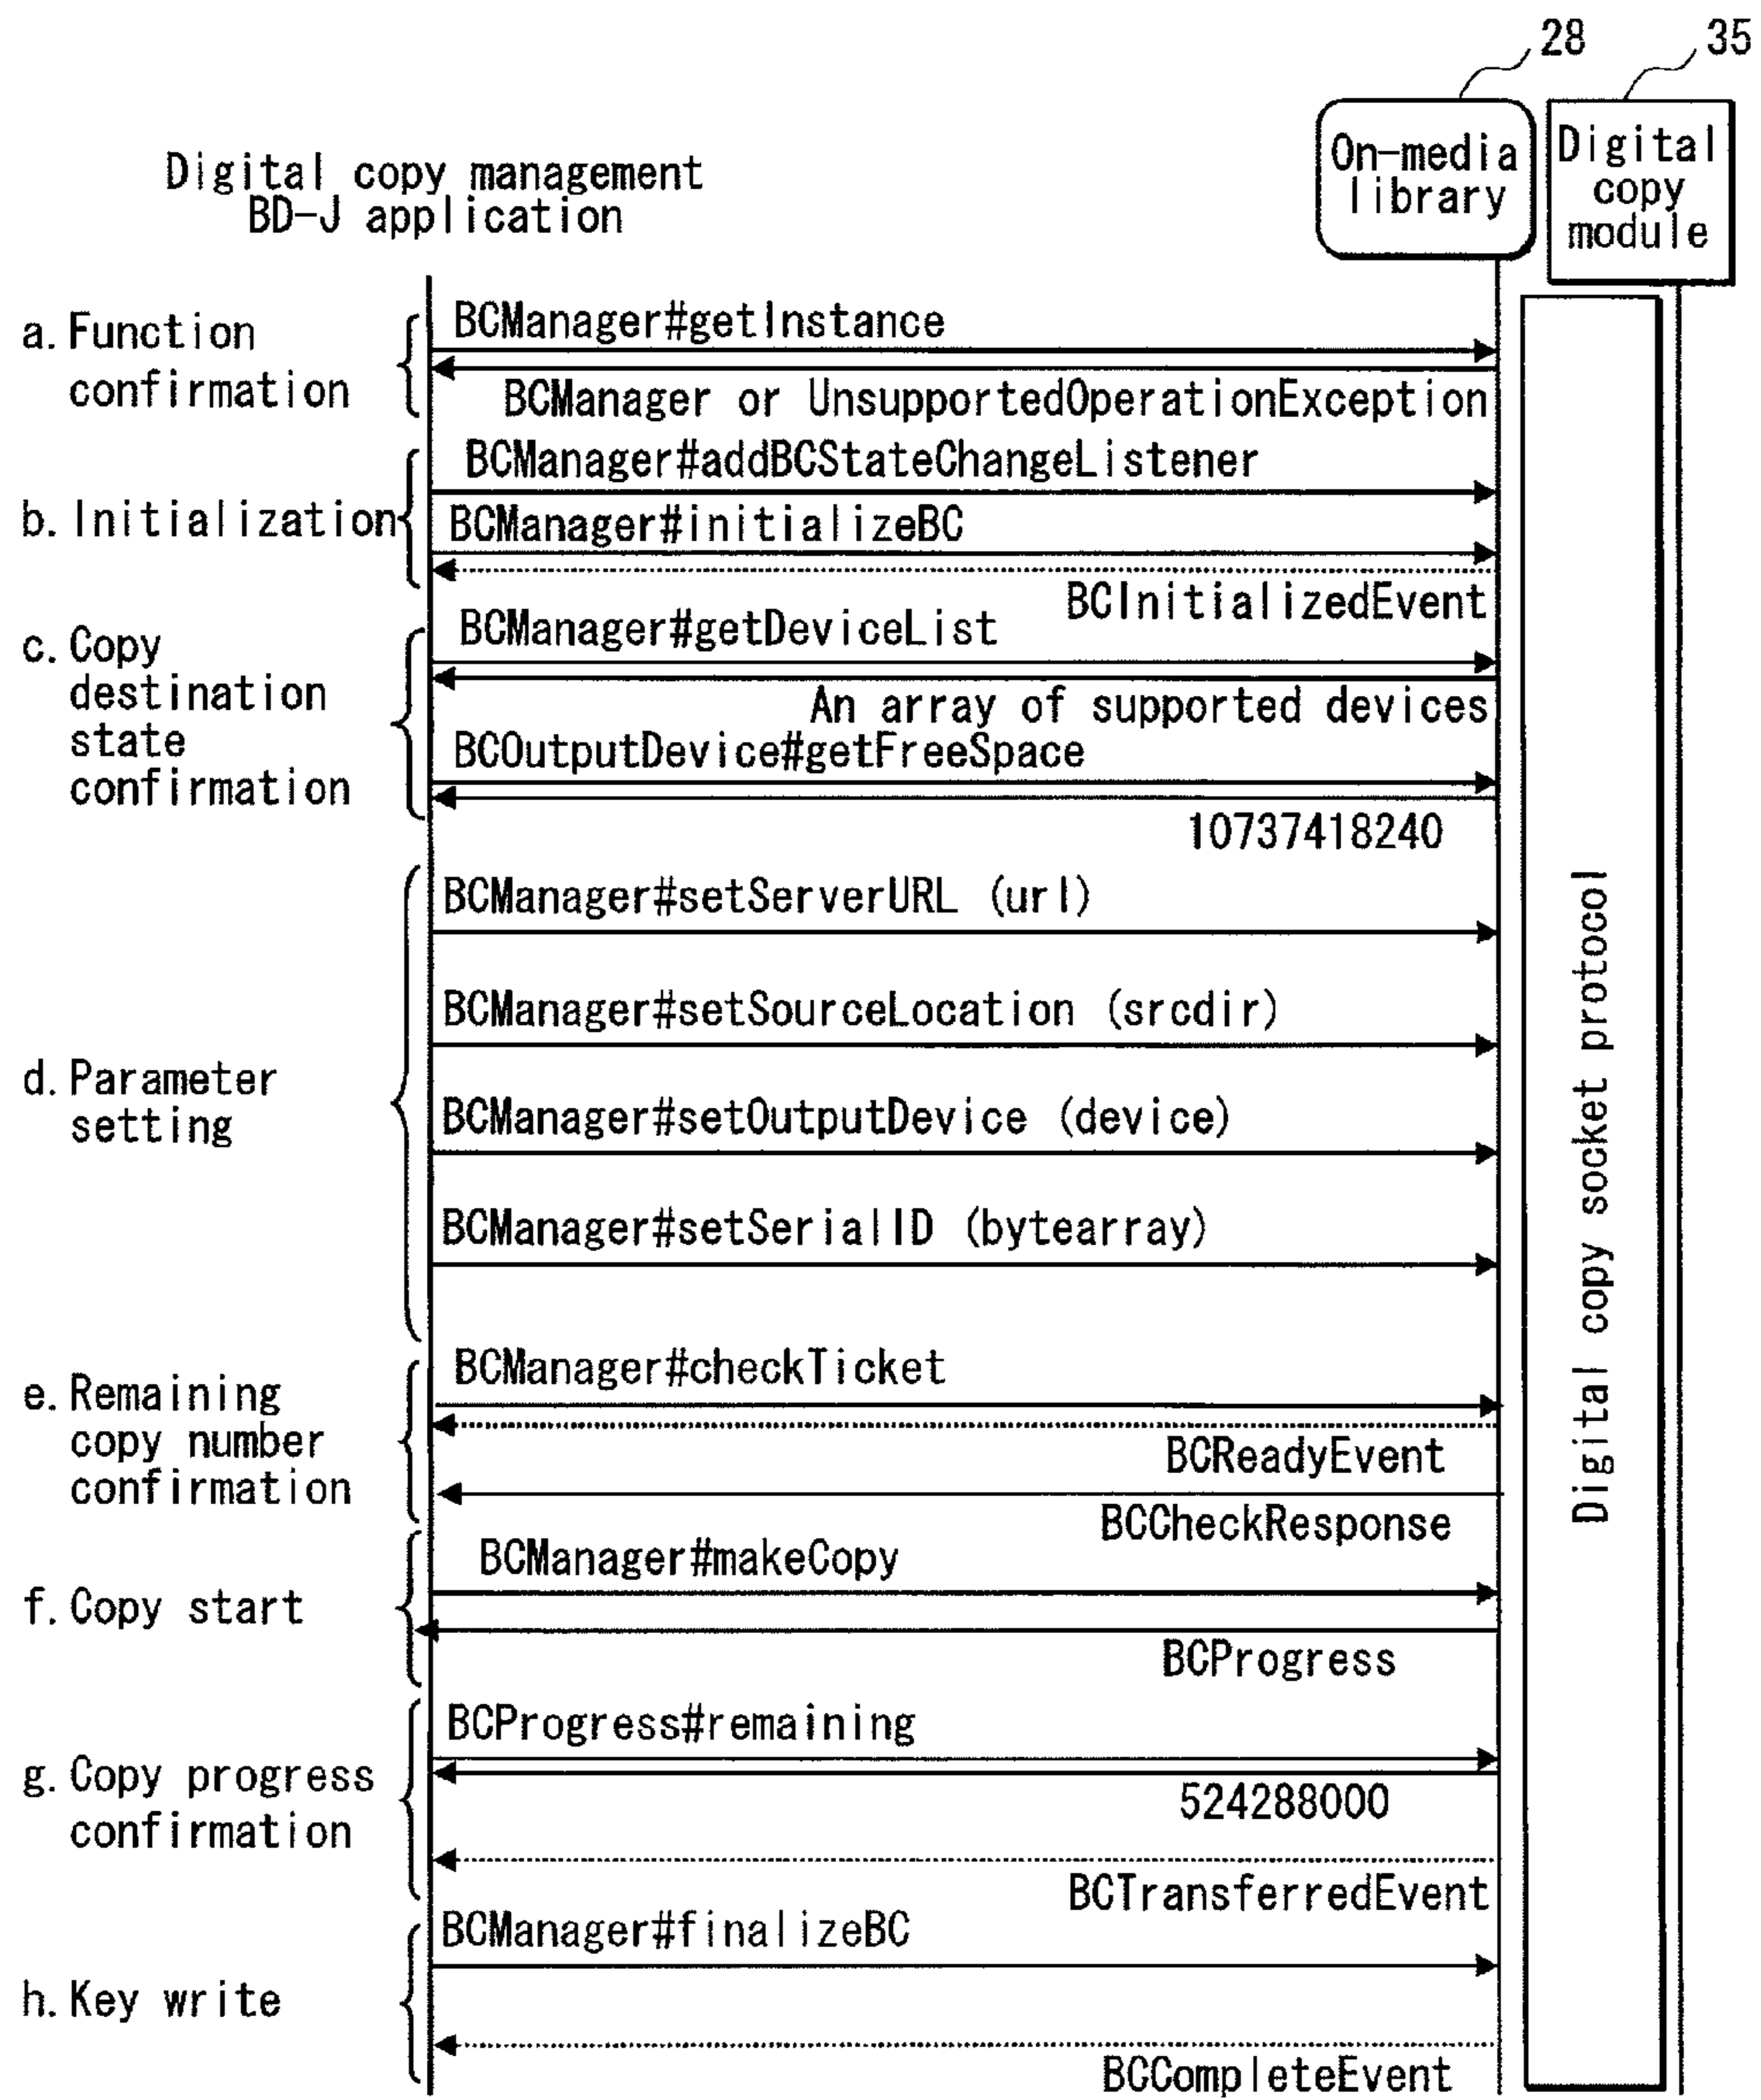 28
35
On-media
library
Digital
copy
module
Digital copy management
BD-J application
a. Function
confirmation
BCManager#getInstance
BCManager or UnsupportedOperationException
b. Initialization
BCManager#addBCStateChangeListener
BCManager#initializeBC
BCInitializedEvent
c. Copy
destination
state
confirmation
BCManager#getDeviceList
An array of supported devices
BCOutputDevice#getFreeSpace
10737418240
d. Parameter
setting
BCManager#setServerURL (url)
BCManager#setSourceLocation (srcdir)
BCManager#setOutputDevice (device)
BCManager#setSerialID (bytearray)
e. Remaining
copy number
confirmation
BCManager#checkTicket
BCReadyEvent
BCCheckResponse
f. Copy start
BCManager#makeCopy
BCProgress
g. Copy progress
confirmation
BCProgress#remaining
524288000
BCTransferredEvent
h. Key write
BCManager#finalizeBC
BCCompleteEvent
Digital copy socket protocol